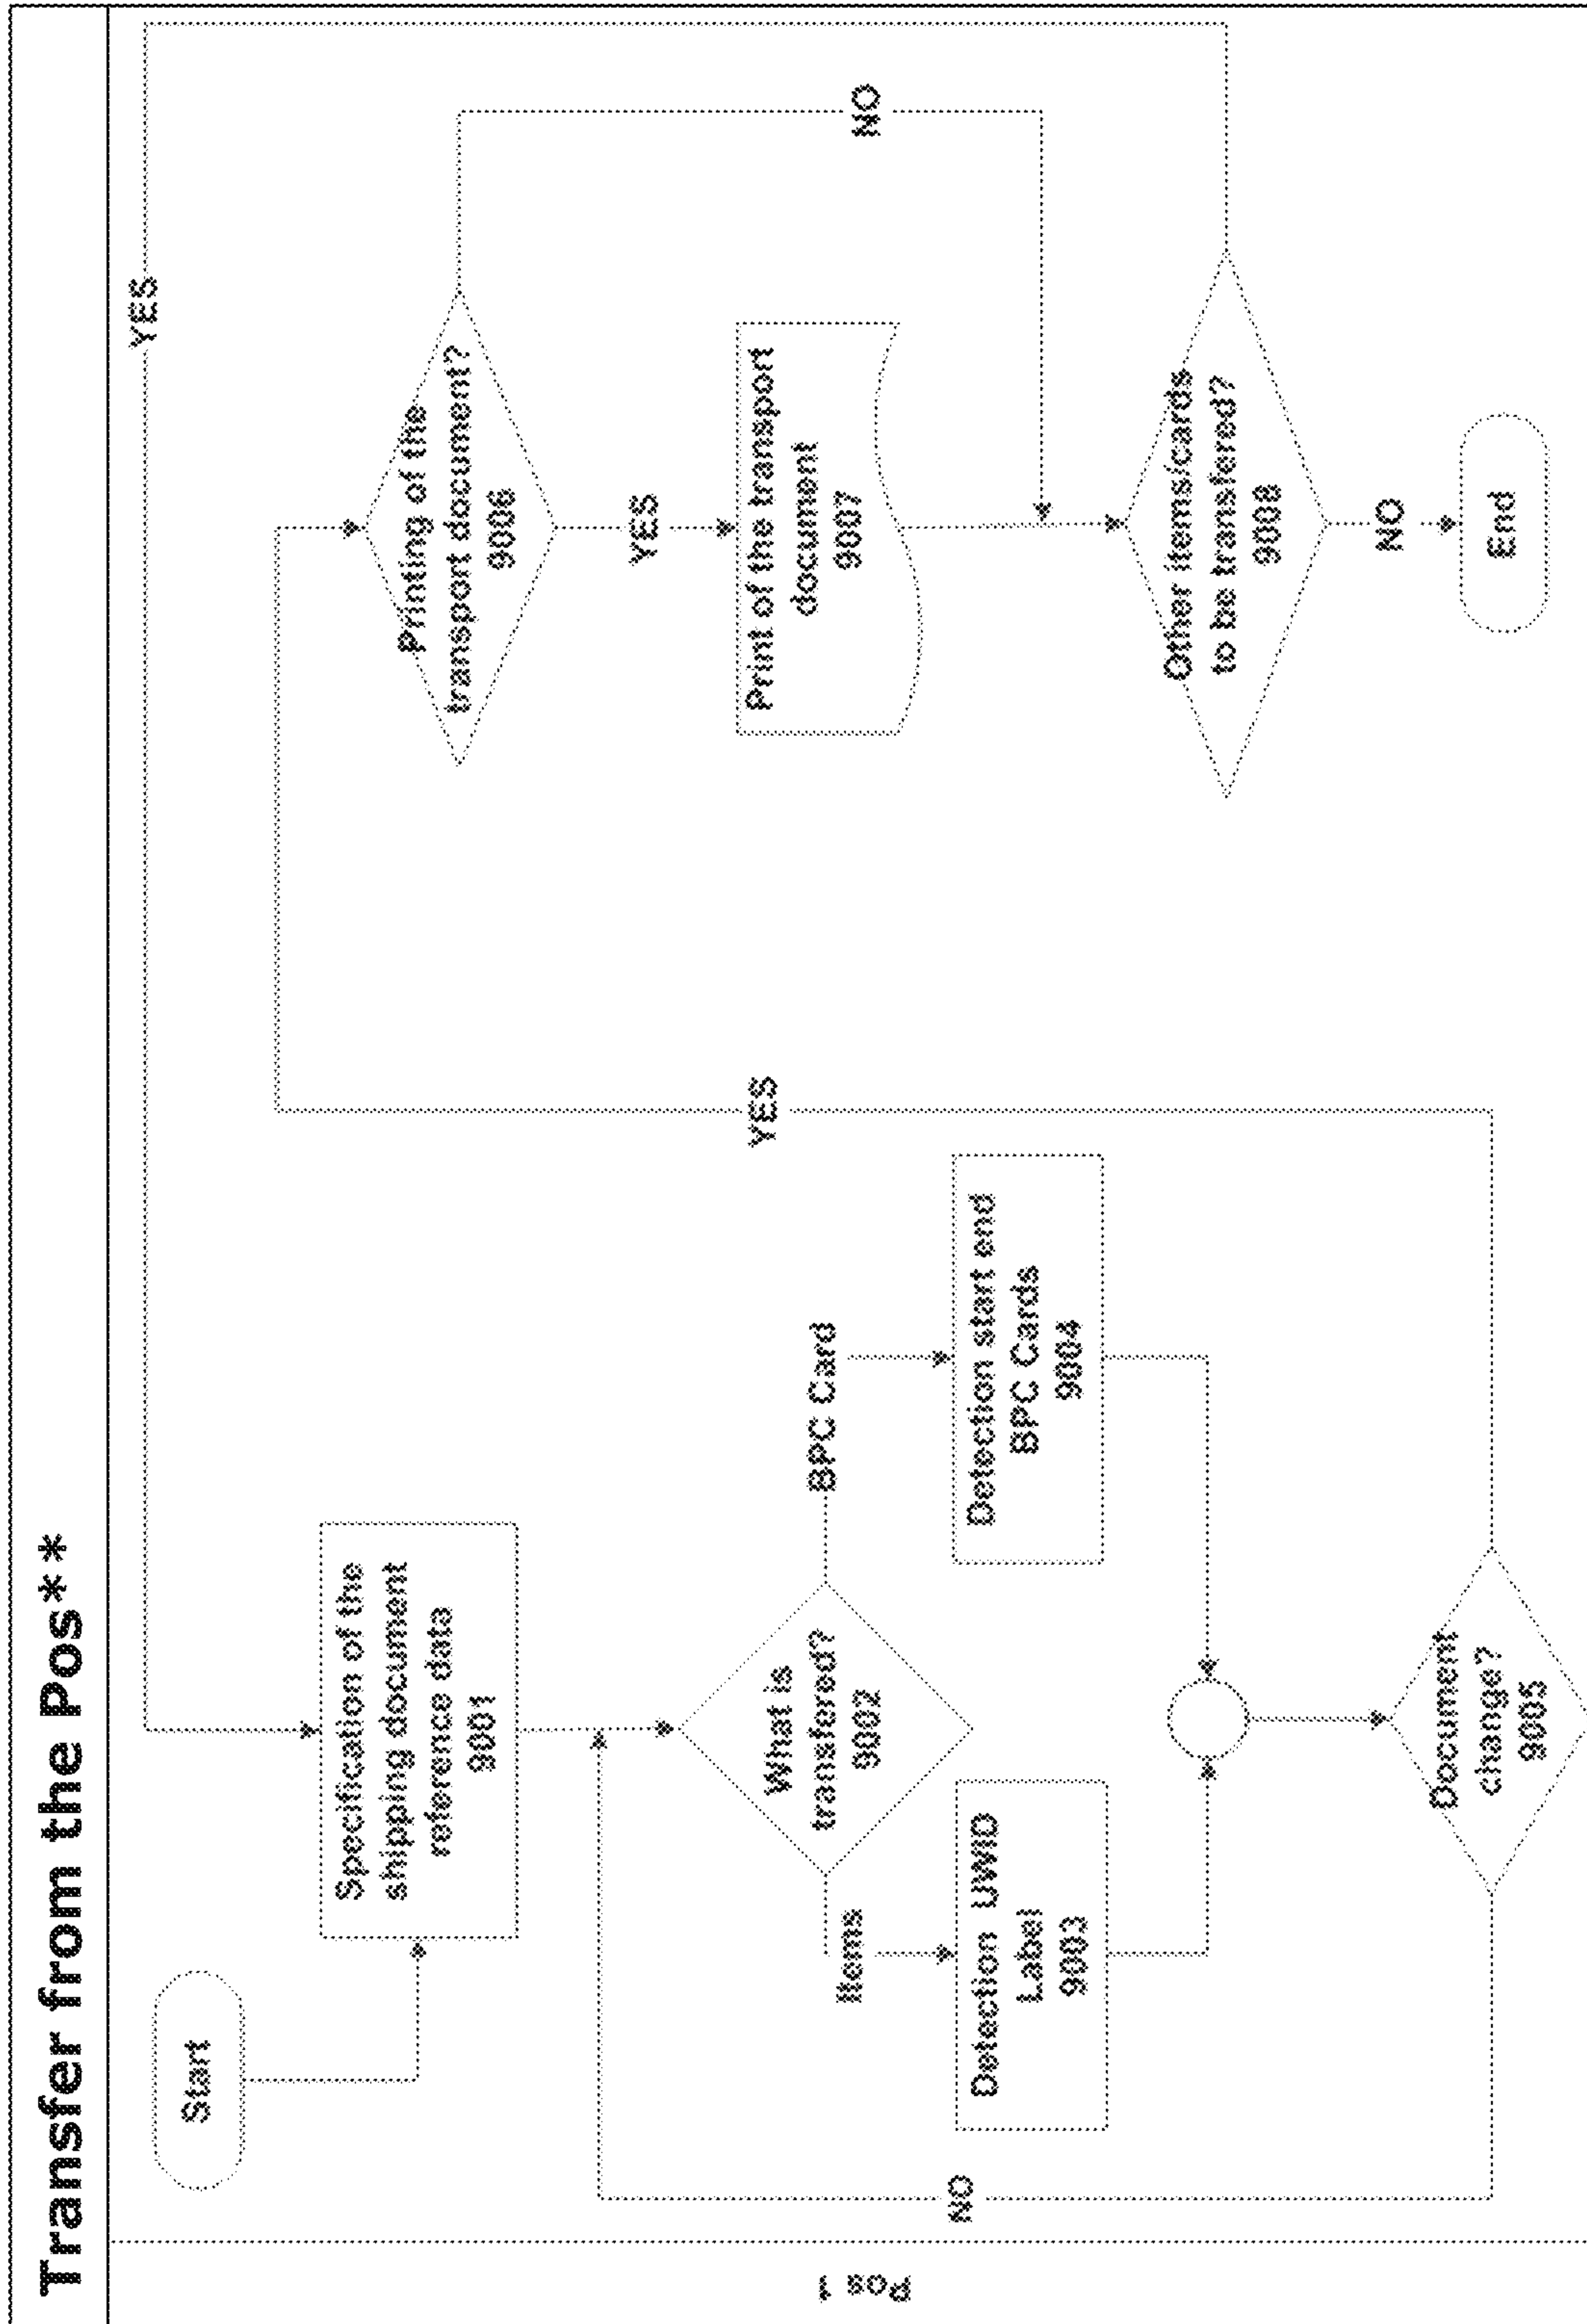 Transfer from the Pos**
Pos 1
Start
Specification of the
shipping document
reference data
9001
What is
transfered?
9002
Items
BPC Card
Detection UWID
Label
9003
Detection start end
BPC Cards
9004
Document
change?
9005
NO
YES
Printing of the
transport document?
9006
YES
NO
Print of the transport
document
9007
Other items/cards
to be transfered?
9008
YES
NO
End